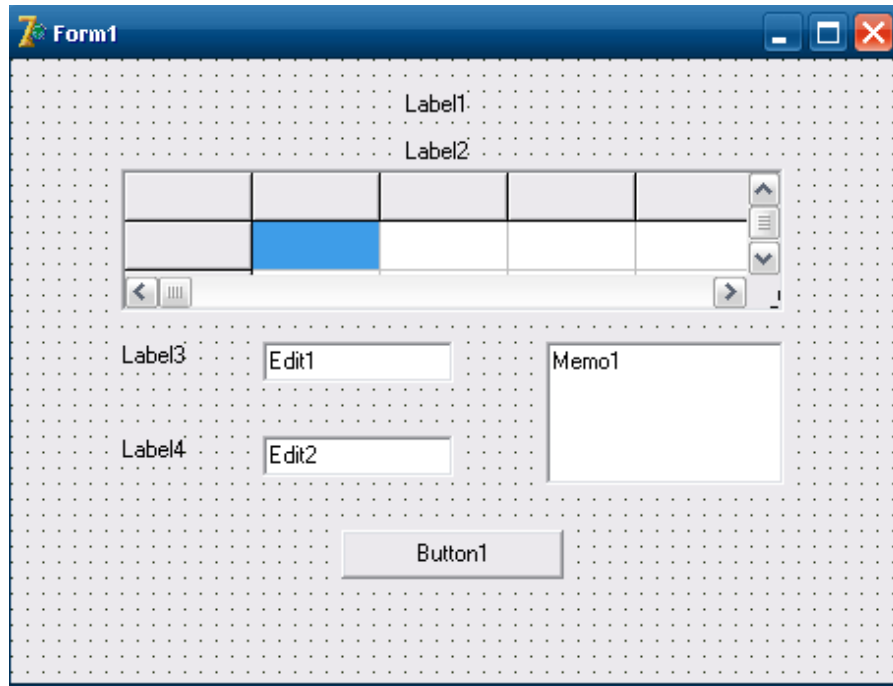 Form1
Label1
Label2
Label3
Edit1
Memo1
Label4
Edit2
Button1